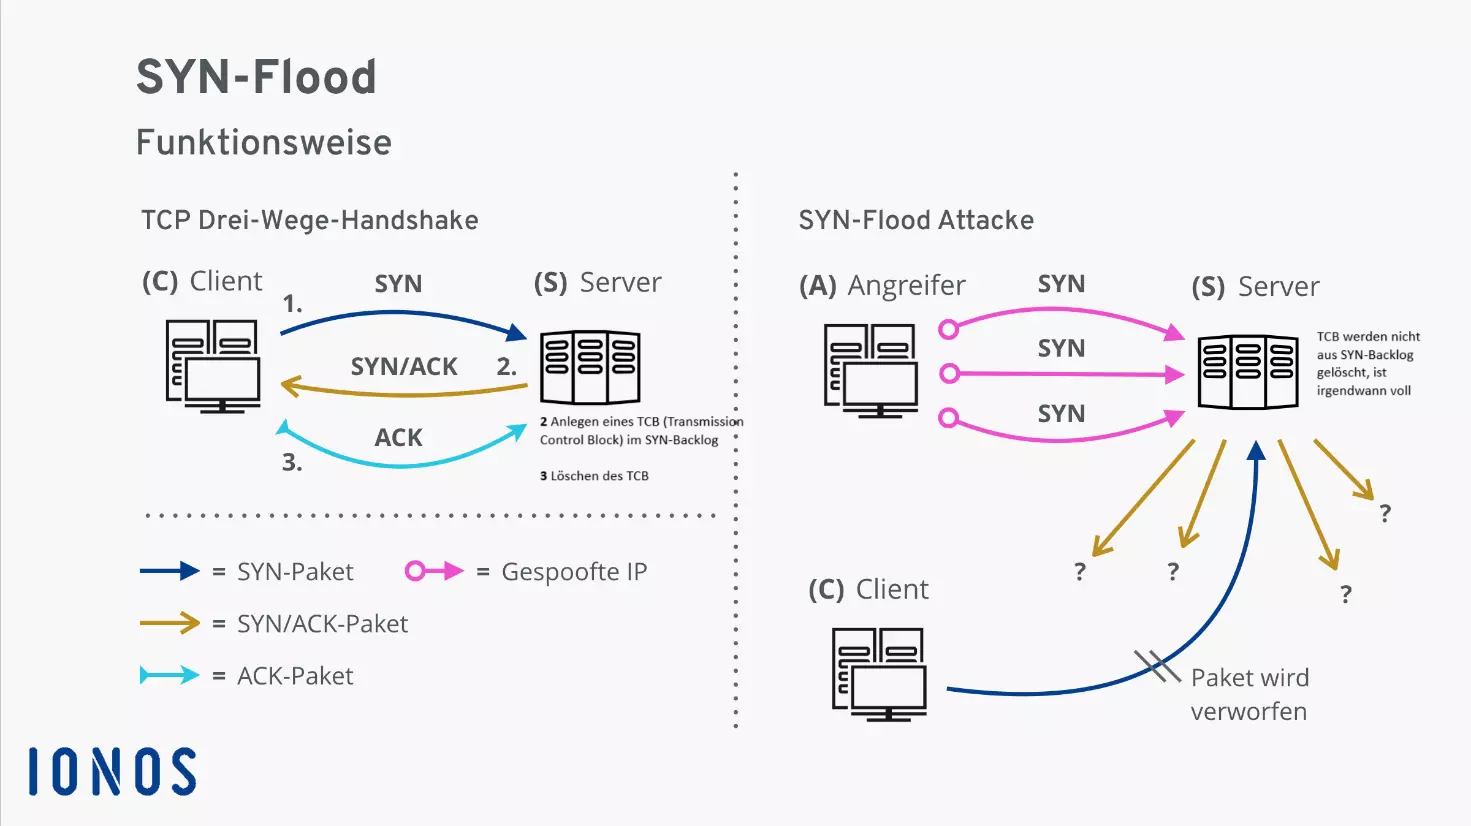 SYN-Flood
Funktionsweise
TCP Drei-Wege-Handshake
(C) Client
SYN
(S) Server
1.
SYN/ACK
2.
ACK
3.
2 Anlegen eines TCB (Transmission
Control Block) im SYN-Backlog
3 Löschen des TCB
= SYN-Paket
= Gespoofte IP
= SYN/ACK-Paket
= ACK-Paket
SYN-Flood Attacke
(A) Angreifer
SYN
(S) Server
SYN
SYN
TCB werden nicht
aus SYN-Backlog
gelöscht, ist
irgendwann voll
?
?
?
?
(C) Client
Paket wird
verworfen
IONOS